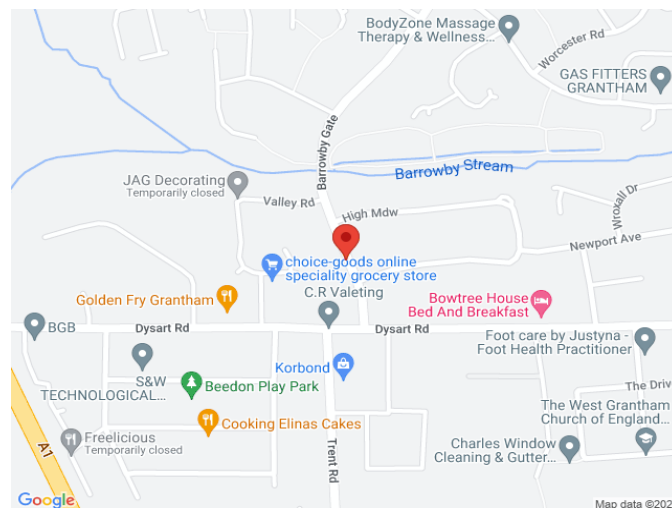 BodyZone Massage
Therapy & Wellness...
Worcester Rd
GAS FITTERS
GRANTHAM
Barrowby Gate
Barrowby Stream
JAG Decorating
Temporarily closed
Valley Rd
High Mdw
Wroxall Dr
Newport Ave
choice-goods online
speciality grocery store
Golden Fry Grantham
C.R Valeting
Bowtree House
Bed And Breakfast
BGB
Dysart Rd
Dysart Rd
Foot care by Justyna -
Foot Health Practitioner
S&W
TECHNOLOGICAL...
Korbond
Beedon Play Park
The Drive
Cooking Elinas Cakes
The West Grantham
Church of England...
A1
Freelicious
Temporarily closed
Trent Rd
Charles Window
Cleaning & Gutter...
Google
Map data ©202